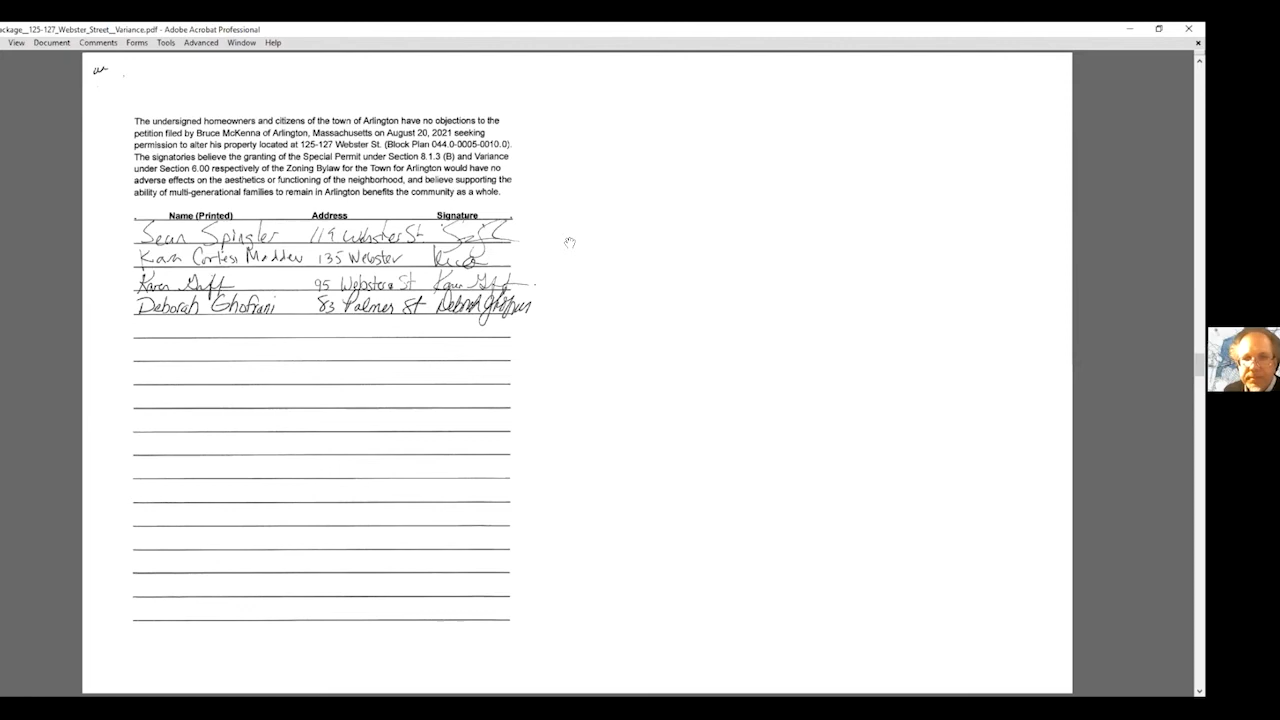 ackage__125-127_Webster_Street__Variance.pdf - Adobe Acrobat Professional
View Document Comments Forms Tools Advanced Window Help
The undersigned homeowners and citizens of the town of Arlington have no objections to the
petition filed by Bruce McKenna of Arlington, Massachusetts on August 20, 2021 seeking
permission to alter his property located at 125-127 Webster St. (Block Plan 044.0-0005-0010.0).
The signatories believe the granting of the Special Permit under Section 8.1.3 (B) and Variance
under Section 6.00 respectively of the Zoning Bylaw for the Town for Arlington would have no
adverse effects on the aesthetics or functioning of the neighborhood, and believe supporting the
ability of multi-generational families to remain in Arlington benefits the community as a whole.
Name (Printed) Address Signature
Sean Spingler 119 Webster St
135 Webster
Karen 95 Webster St Karen
Deborah Ghofrani 83 Palmer St Deborah